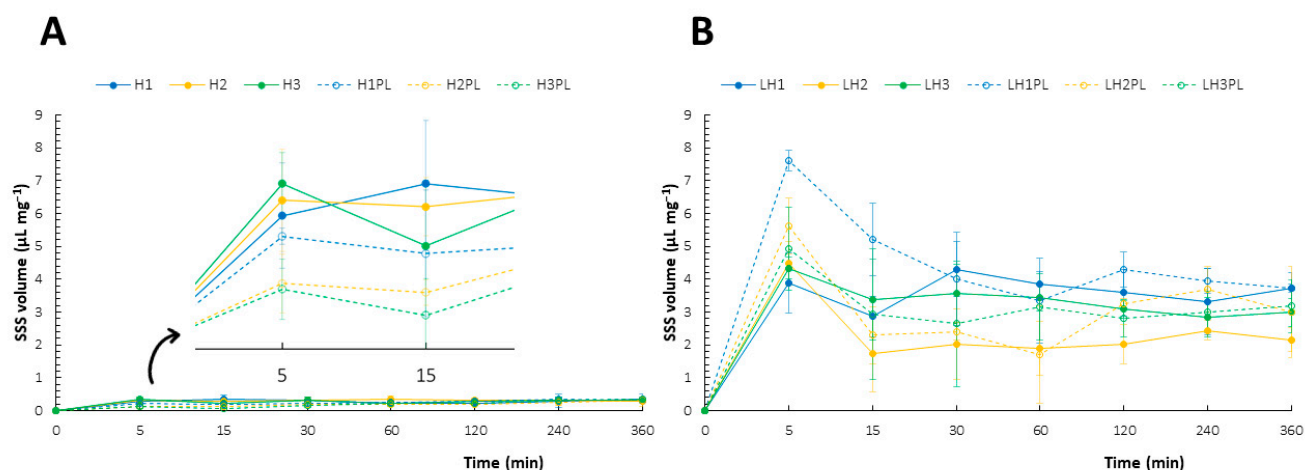 A
H1 H2 H3 H1PL H2PL H3PL
9
8
7
6
5
4
3
2
1
0
SSS volume (µL mg⁻¹)
5 15
0 5 15 30 60 120 240 360
Time (min)
B
LH1 LH2 LH3 LH1PL LH2PL LH3PL
9
8
7
6
5
4
3
2
1
0
SSS volume (µL mg⁻¹)
0 5 15 30 60 120 240 360
Time (min)